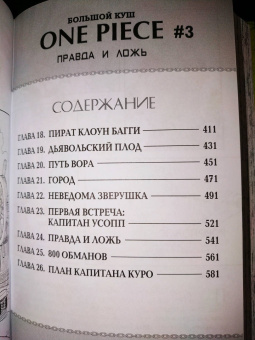 БОЛЬШОЙ КУШ
ONE PIECE #3
ПРАВДА И ЛОЖЬ
СОДЕРЖАНИЕ
ГЛАВА 18. ПИРАТ КЛОУН БАГГИ 411
ГЛАВА 19. ДЬЯВОЛЬСКИЙ ПЛОД 431
ГЛАВА 20. ПУТЬ ВОРА 451
ГЛАВА 21. ГОРОД 471
ГЛАВА 22. НЕВЕДОМА ЗВЕРУШКА 491
ГЛАВА 23. ПЕРВАЯ ВСТРЕЧА:
КАПИТАН УСОПП 521
ГЛАВА 24. ПРАВДА И ЛОЖЬ 541
ГЛАВА 25. 800 ОБМАНОВ 561
ГЛАВА 26. ПЛАН КАПИТАНА КУРО 581